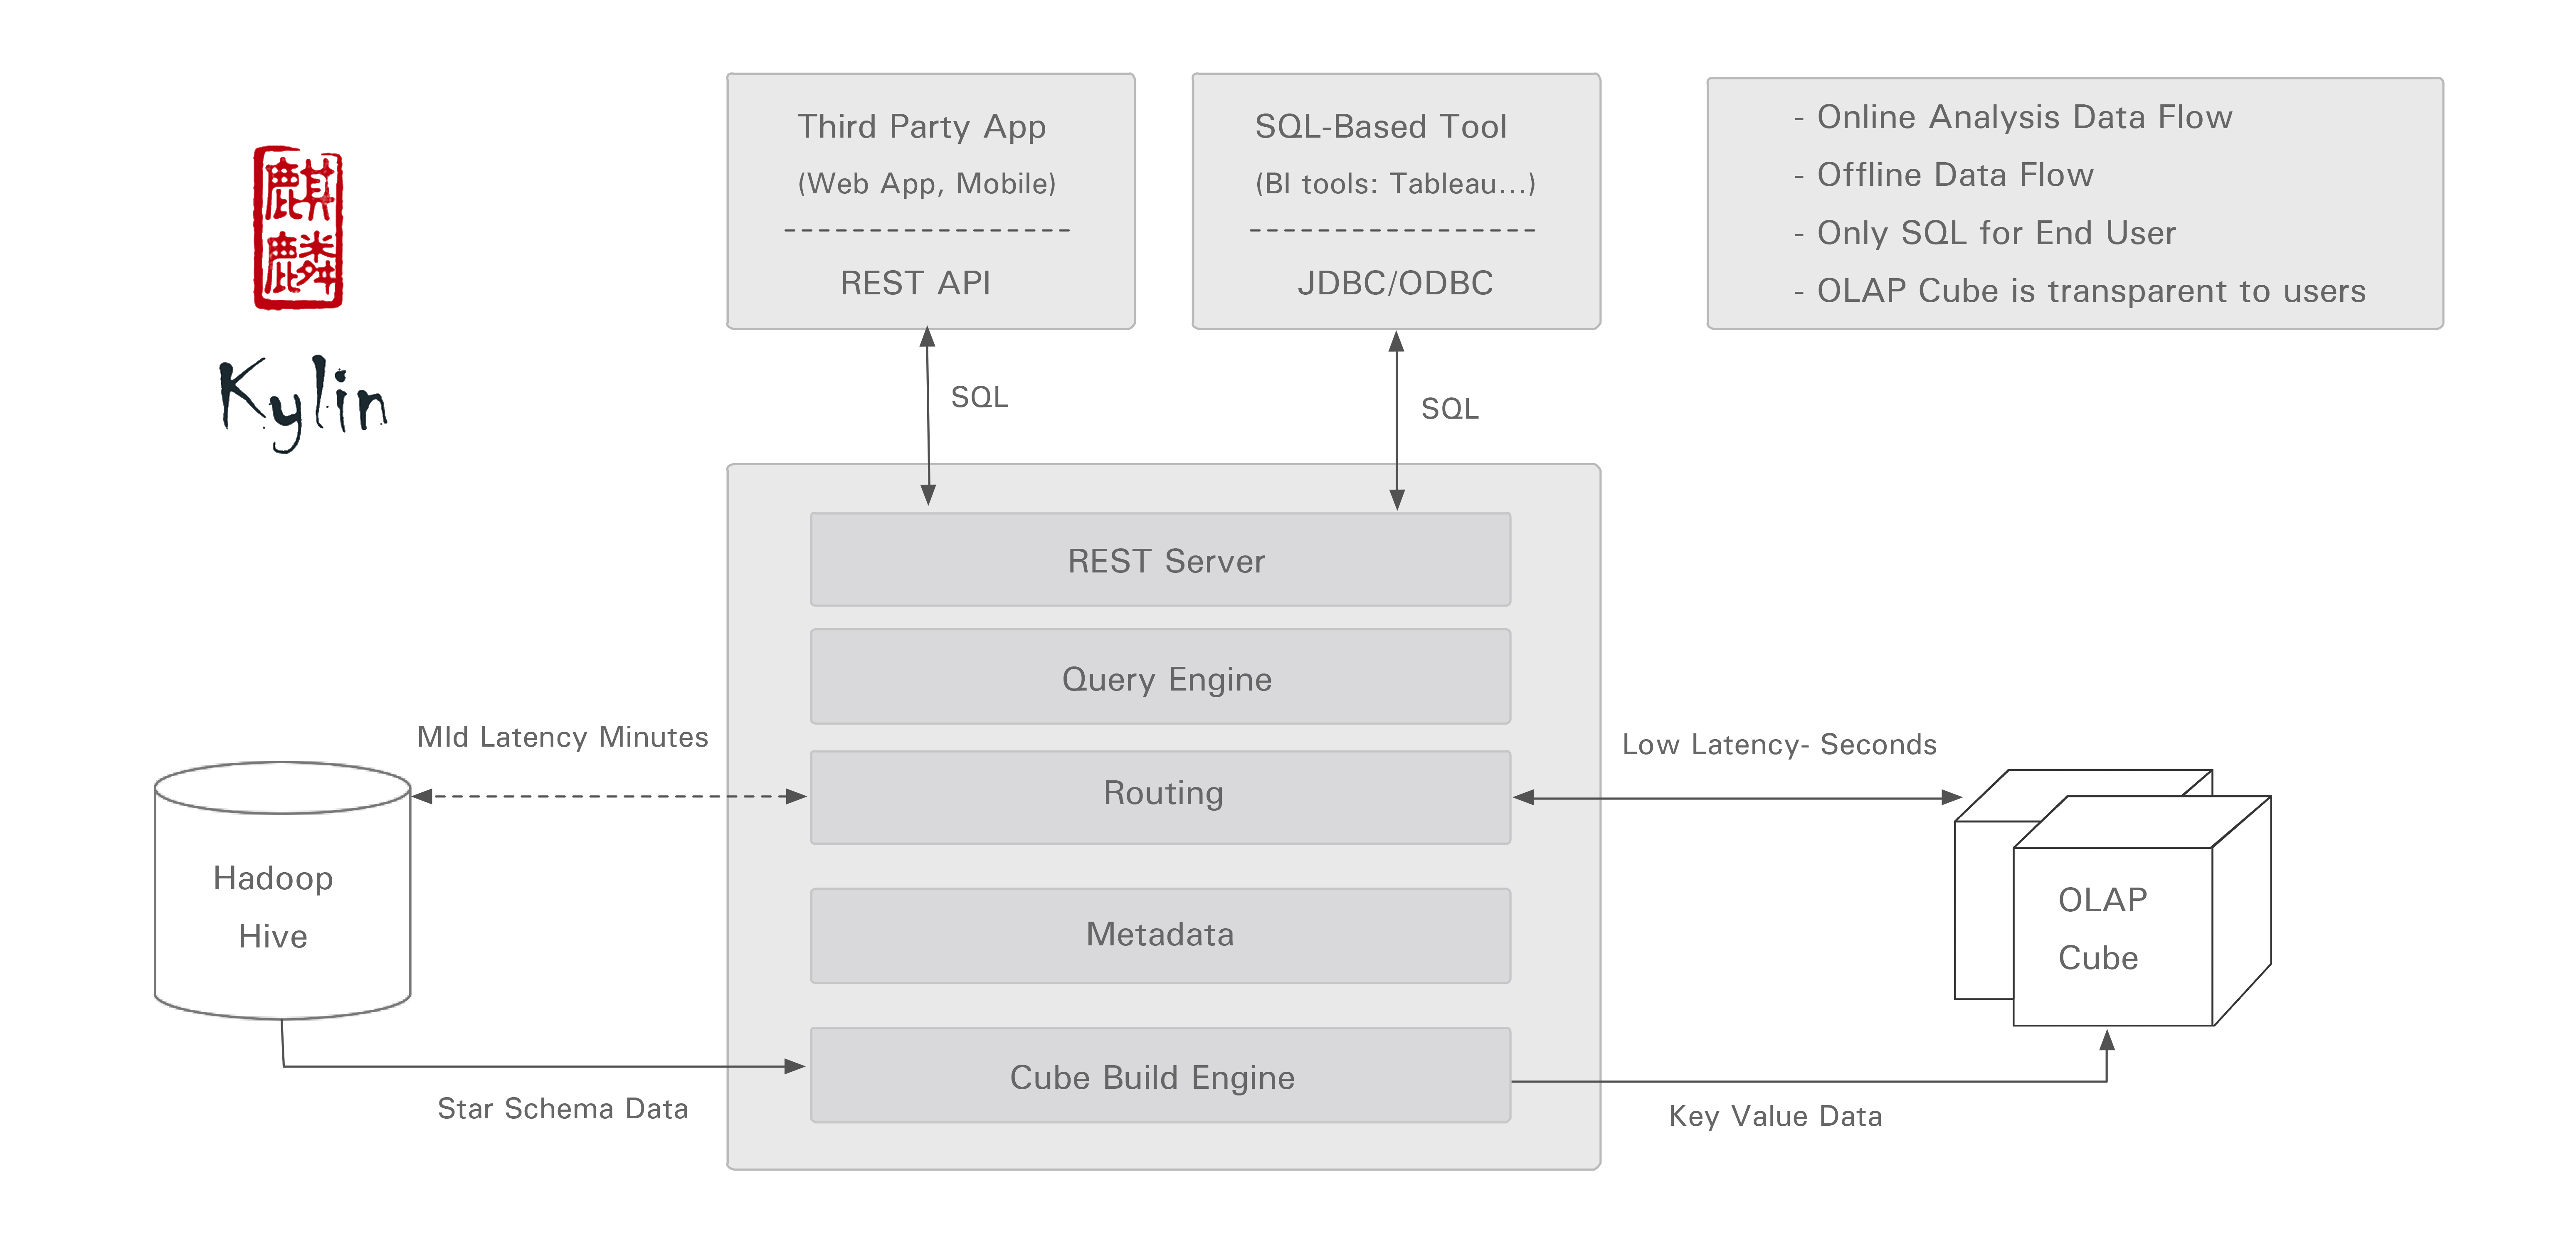 麒
麟
Kylin
Third Party App
(Web App, Mobile)
REST API
SQL-Based Tool
(BI tools: Tableau...)
JDBC/ODBC
- Online Analysis Data Flow
- Offline Data Flow
- Only SQL for End User
- OLAP Cube is transparent to users
SQL
SQL
REST Server
Query Engine
MId Latency Minutes
Low Latency- Seconds
Routing
Hadoop
Hive
Metadata
OLAP
Cube
Cube Build Engine
Star Schema Data
Key Value Data